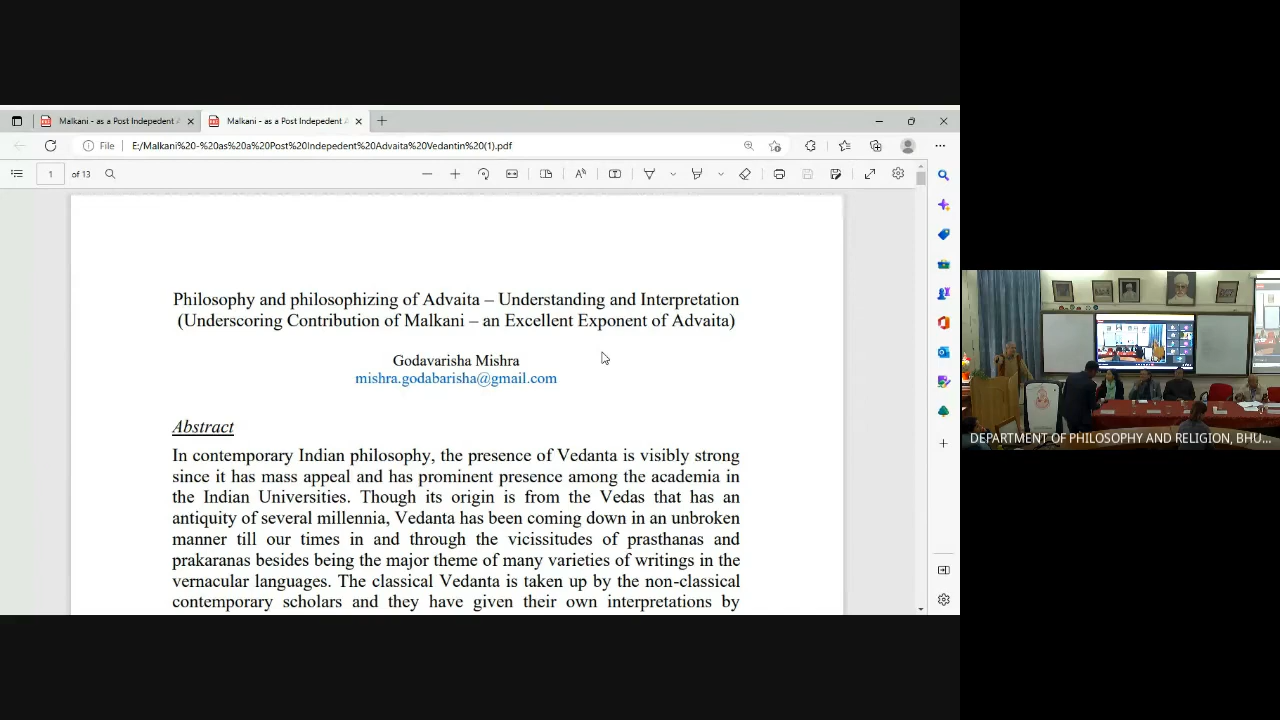 Malkani - as a Post Indepedent A
Malkani - as a Post Indepedent A
File
E:/Malkani%20-%20as%20a%20Post%20Indepedent%20Advaita%20Vedantin%20(1).pdf
1 of 13
Philosophy and philosophizing of Advaita – Understanding and Interpretation
(Underscoring Contribution of Malkani – an Excellent Exponent of Advaita)
Godavarisha Mishra
mishra.godabarisha@gmail.com
Abstract
In contemporary Indian philosophy, the presence of Vedanta is visibly strong
since it has mass appeal and has prominent presence among the academia in
the Indian Universities. Though its origin is from the Vedas that has an
antiquity of several millennia, Vedanta has been coming down in an unbroken
manner till our times in and through the vicissitudes of prasthanas and
prakaranas besides being the major theme of many varieties of writings in the
vernacular languages. The classical Vedanta is taken up by the non-classical
contemporary scholars and they have given their own interpretations by
DEPARTMENT OF PHILOSOPHY AND RELIGION, BHU...